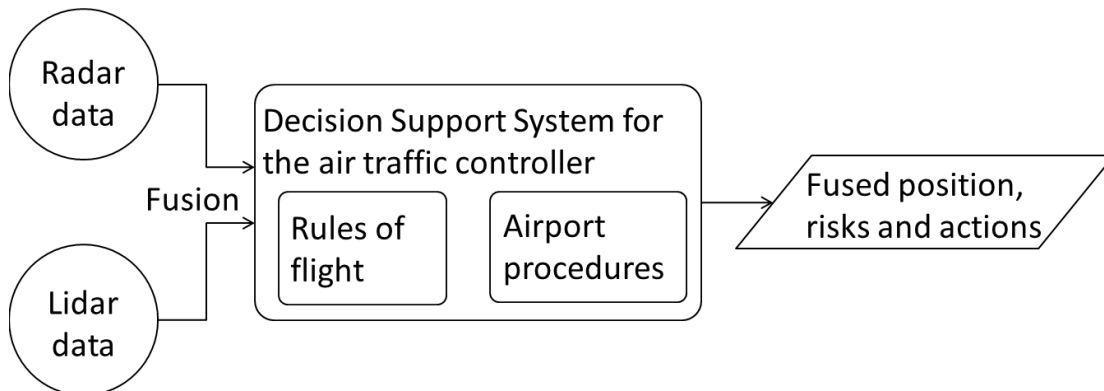 Radar
data
Fusion
Lidar
data
Decision Support System for
the air traffic controller
Rules of
flight
Airport
procedures
Fused position,
risks and actions